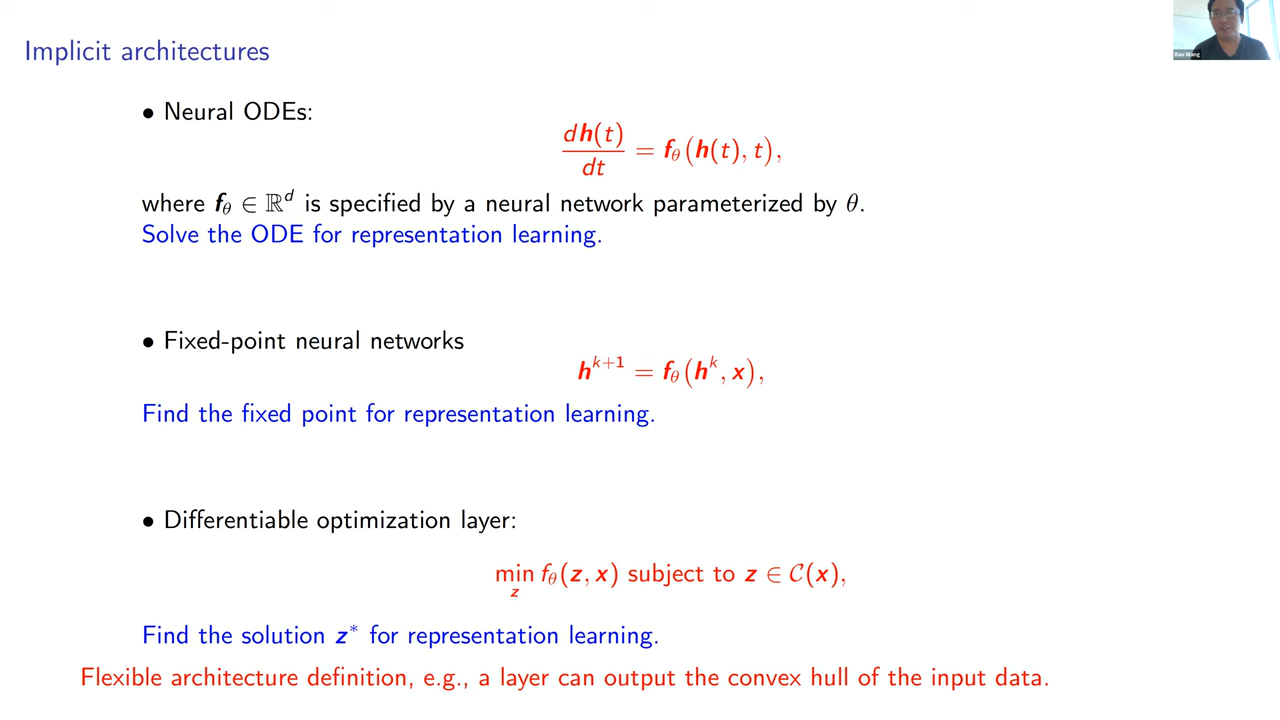 Implicit architectures
Bao Wang
• Neural ODEs:
d𝒉(t)/dt = 𝒇_θ(𝒉(t), t),
where 𝒇_θ ∈ ℝ^d is specified by a neural network parameterized by θ.
Solve the ODE for representation learning.
• Fixed-point neural networks
𝒉^{k+1} = 𝒇_θ(𝒉^k, 𝒙),
Find the fixed point for representation learning.
• Differentiable optimization layer:
min_𝒛 f_θ(𝒛, 𝒙) subject to 𝒛 ∈ 𝒞(𝒙),
Find the solution 𝒛* for representation learning.
Flexible architecture definition, e.g., a layer can output the convex hull of the input data.